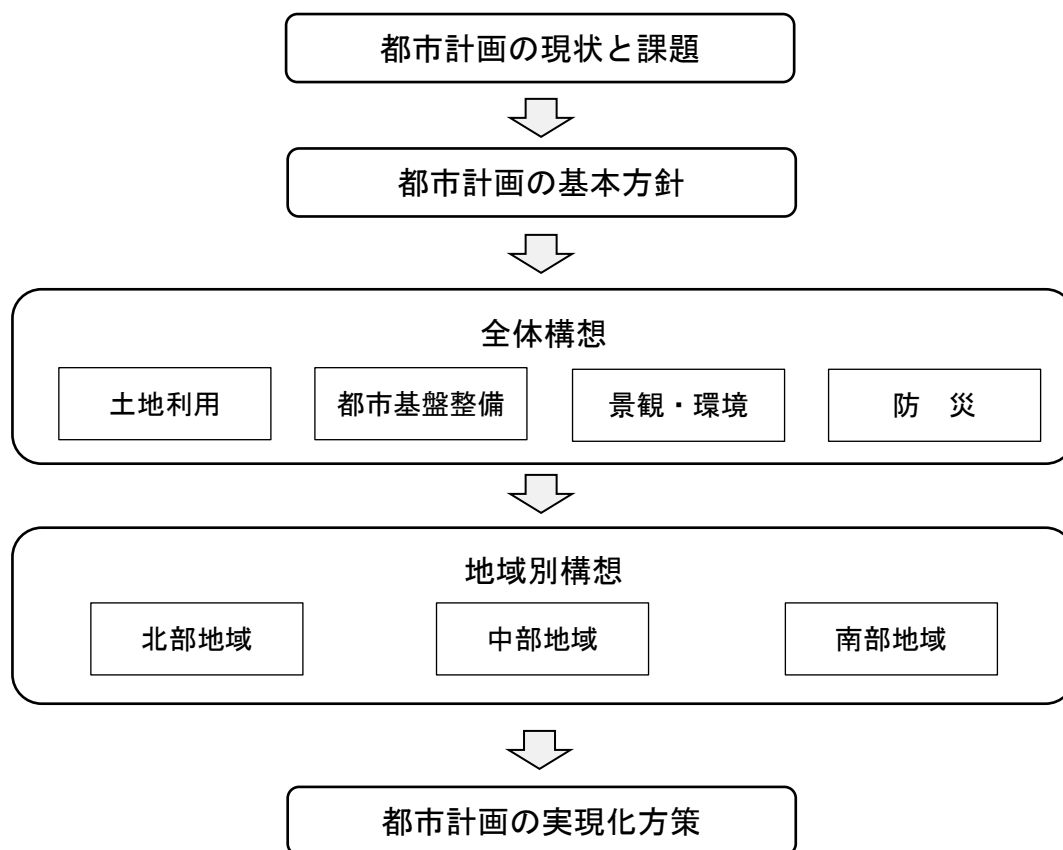 都市計画の現状と課題
都市計画の基本方針
全体構想
土地利用
都市基盤整備
景観・環境
防　災
地域別構想
北部地域
中部地域
南部地域
都市計画の実現化方策